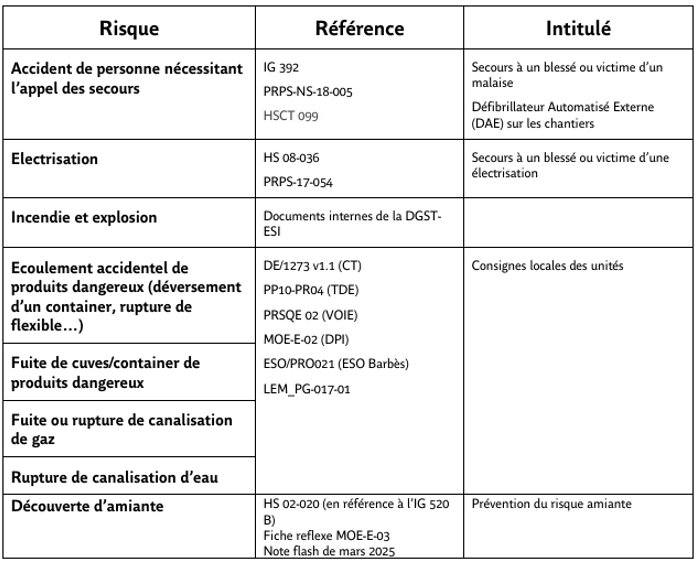 Risque
Référence
Intitulé
Accident de personne nécessitant
l'appel des secours
IG 392
PRPS-NS-18-005
HSCT 099
Secours à un blessé ou victime d'un
malaise
Défibrillateur Automatisé Externe
(DAE) sur les chantiers
Electrisation
HS 08-036
PRPS-17-054
Secours à un blessé ou victime d'une
électrisation
Incendie et explosion
Documents internes de la DGST-
ESI
Ecoulement accidentel de
produits dangereux (déversement
d'un container, rupture de
flexible…)
Fuite de cuves/container de
produits dangereux
Fuite ou rupture de canalisation
de gaz
Rupture de canalisation d'eau
DE/1273 v1.1 (CT)
PP10-PR04 (TDE)
PRSQE 02 (VOIE)
MOE-E-02 (DPI)
ESO/PRO021 (ESO Barbès)
LEM_PG-017-01
Consignes locales des unités
Découverte d'amiante
HS 02-020 (en référence à l'IG 520
B)
Fiche reflexe MOE-E-03
Note flash de mars 2025
Prévention du risque amiante